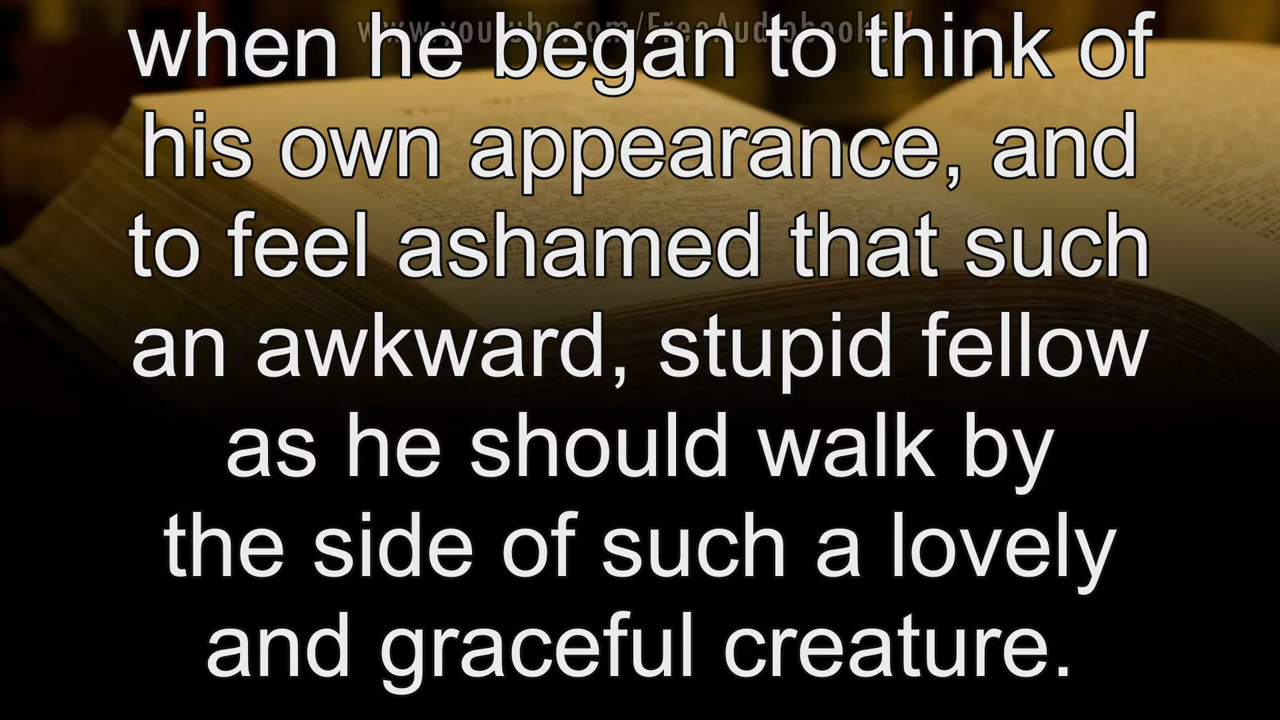 www.youtube.com/FreeAudiobooks
when he began to think of
his own appearance, and
to feel ashamed that such
an awkward, stupid fellow
as he should walk by
the side of such a lovely
and graceful creature.